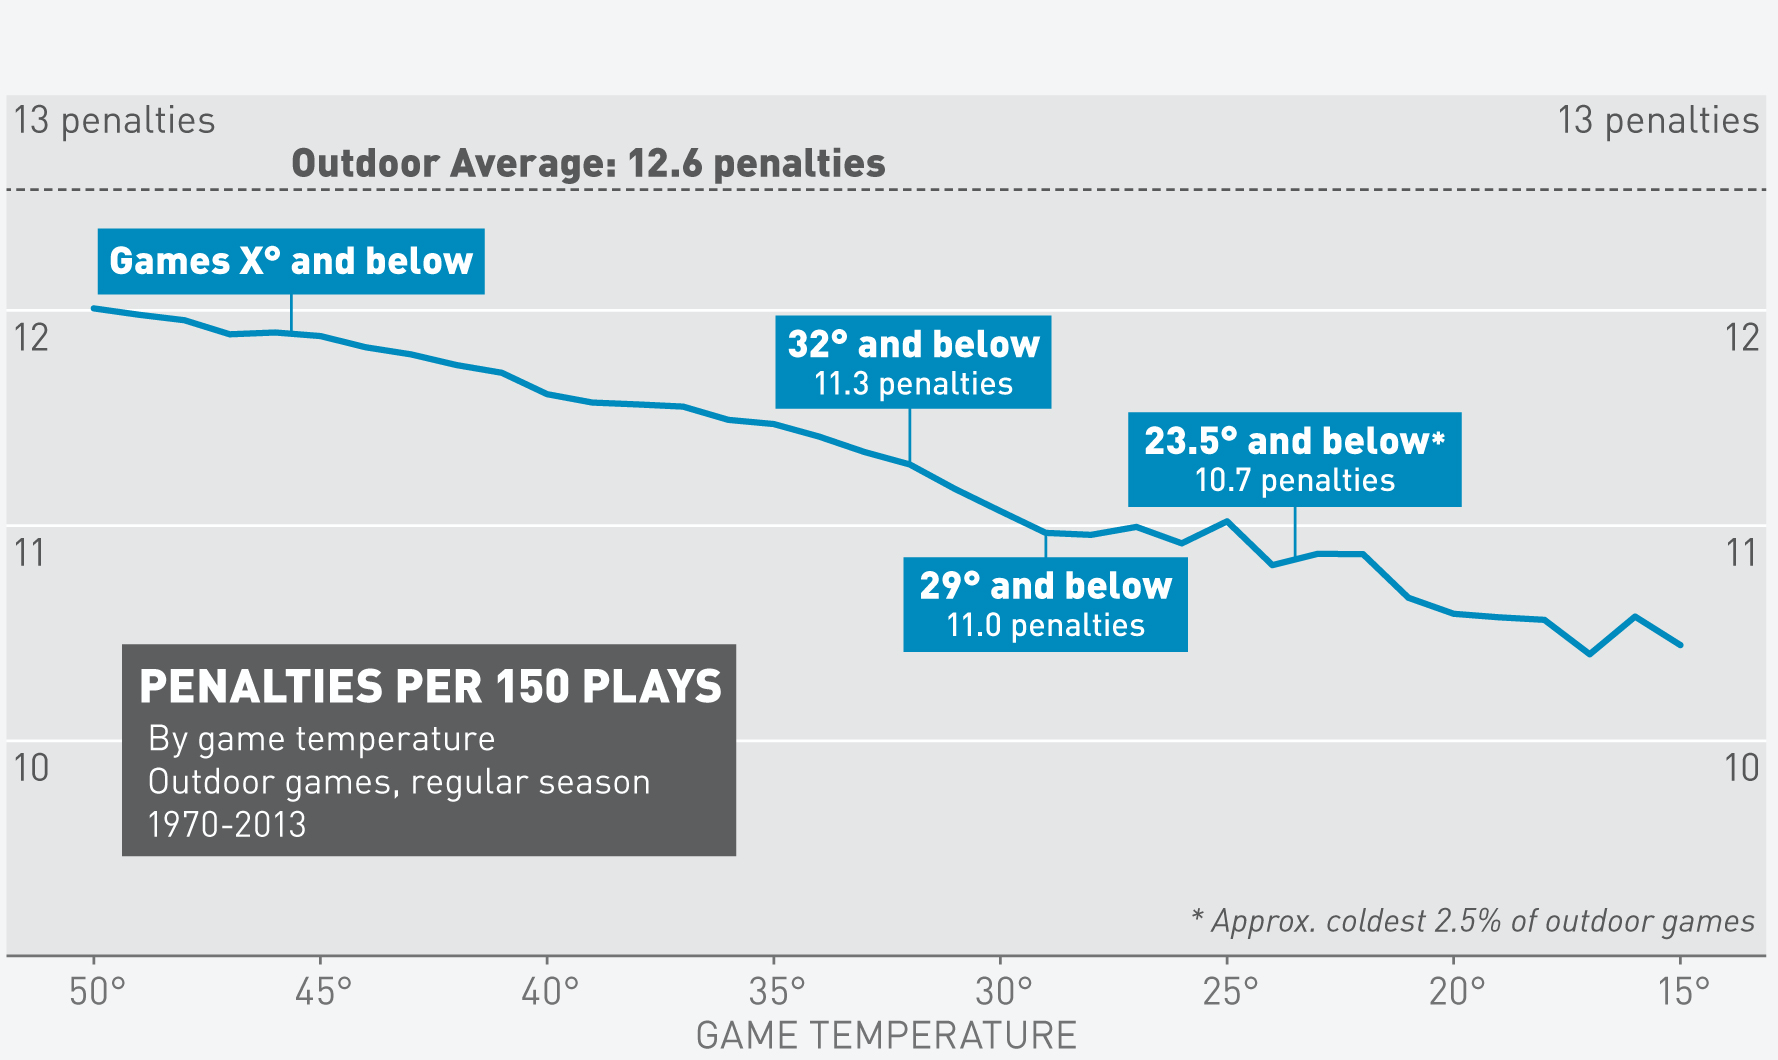 13 penalties
13 penalties
Outdoor Average: 12.6 penalties
Games X° and below
12
12
32° and below
11.3 penalties
23.5° and below*
10.7 penalties
11
11
29° and below
11.0 penalties
PENALTIES PER 150 PLAYS
By game temperature
Outdoor games, regular season
1970-2013
10
10
* Approx. coldest 2.5% of outdoor games
50° 45° 40° 35° 30° 25° 20° 15°
GAME TEMPERATURE